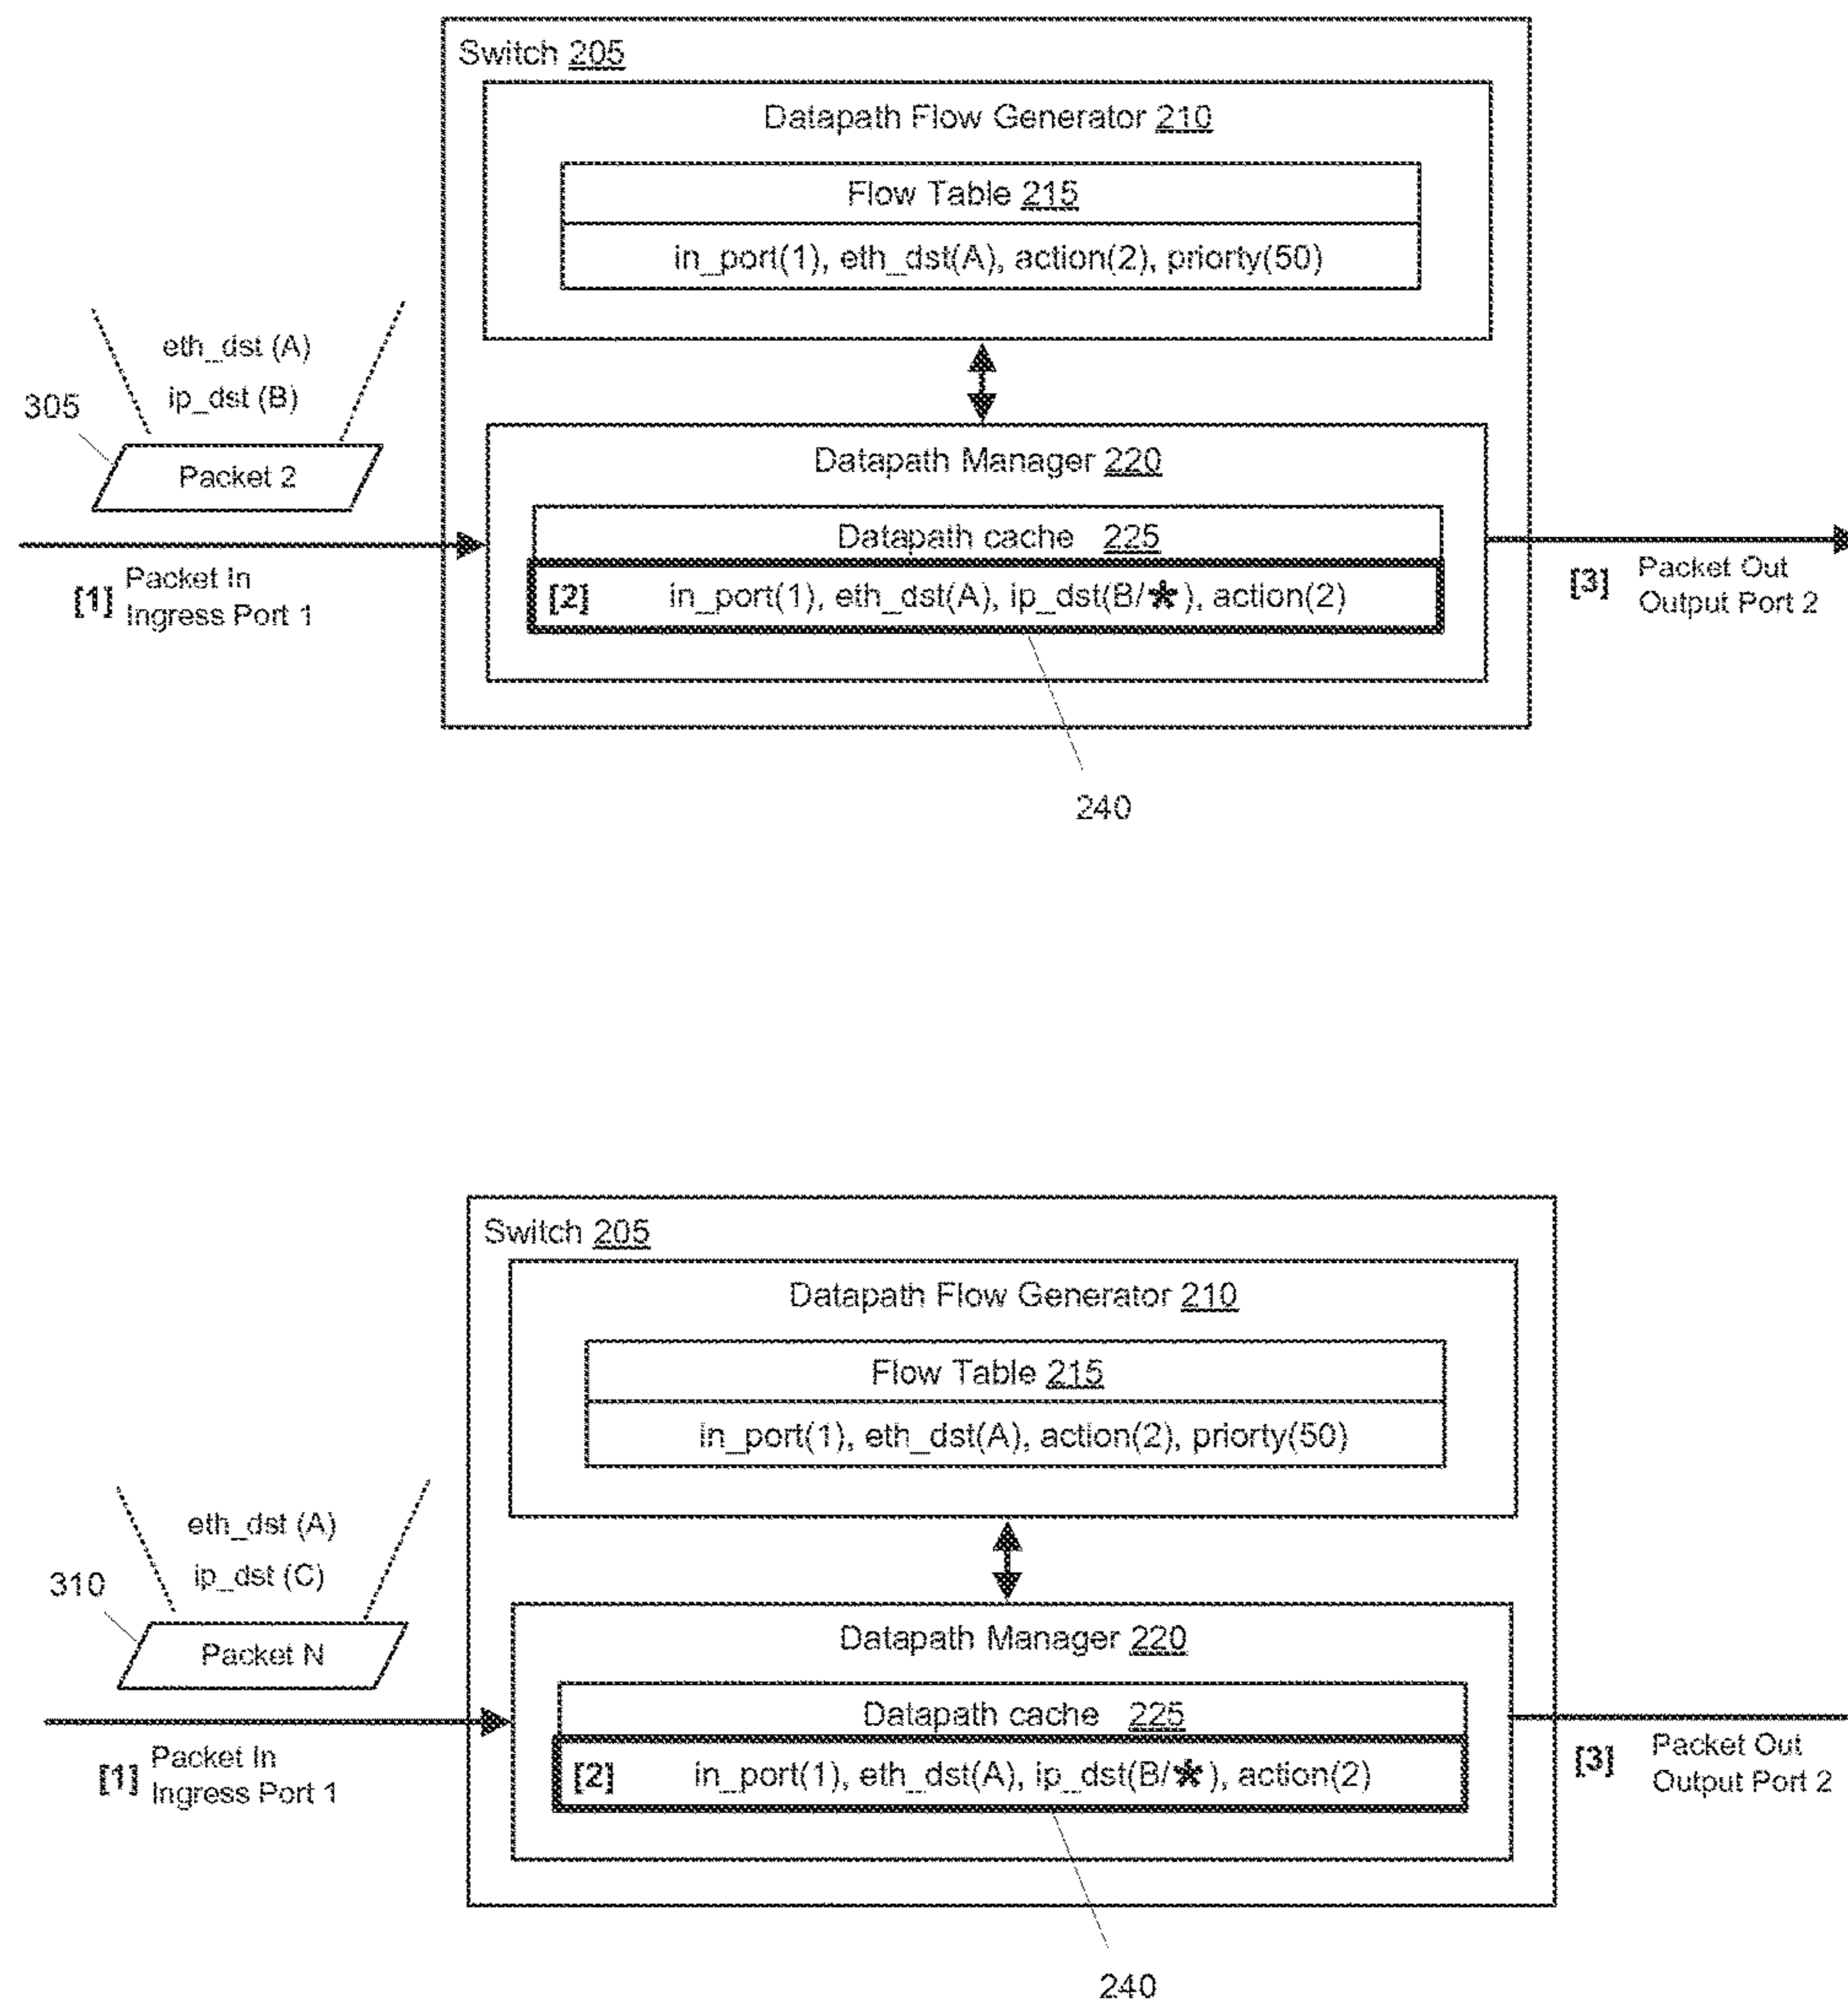 Switch 205
Datapath Flow Generator 210
Flow Table 215
in_port(1), eth_dst(A), action(2), priorty(50)
eth_dst (A)
ip_dst (B)
305
Packet 2
Datapath Manager 220
Datapath cache 225
[2] in_port(1), eth_dst(A), ip_dst(B/*), action(2)
[1] Packet In
Ingress Port 1
[3] Packet Out
Output Port 2
240
Switch 205
Datapath Flow Generator 210
Flow Table 215
in_port(1), eth_dst(A), action(2), priorty(50)
eth_dst (A)
ip_dst (C)
310
Packet N
Datapath Manager 220
Datapath cache 225
[2] in_port(1), eth_dst(A), ip_dst(B/*), action(2)
[1] Packet In
Ingress Port 1
[3] Packet Out
Output Port 2
240